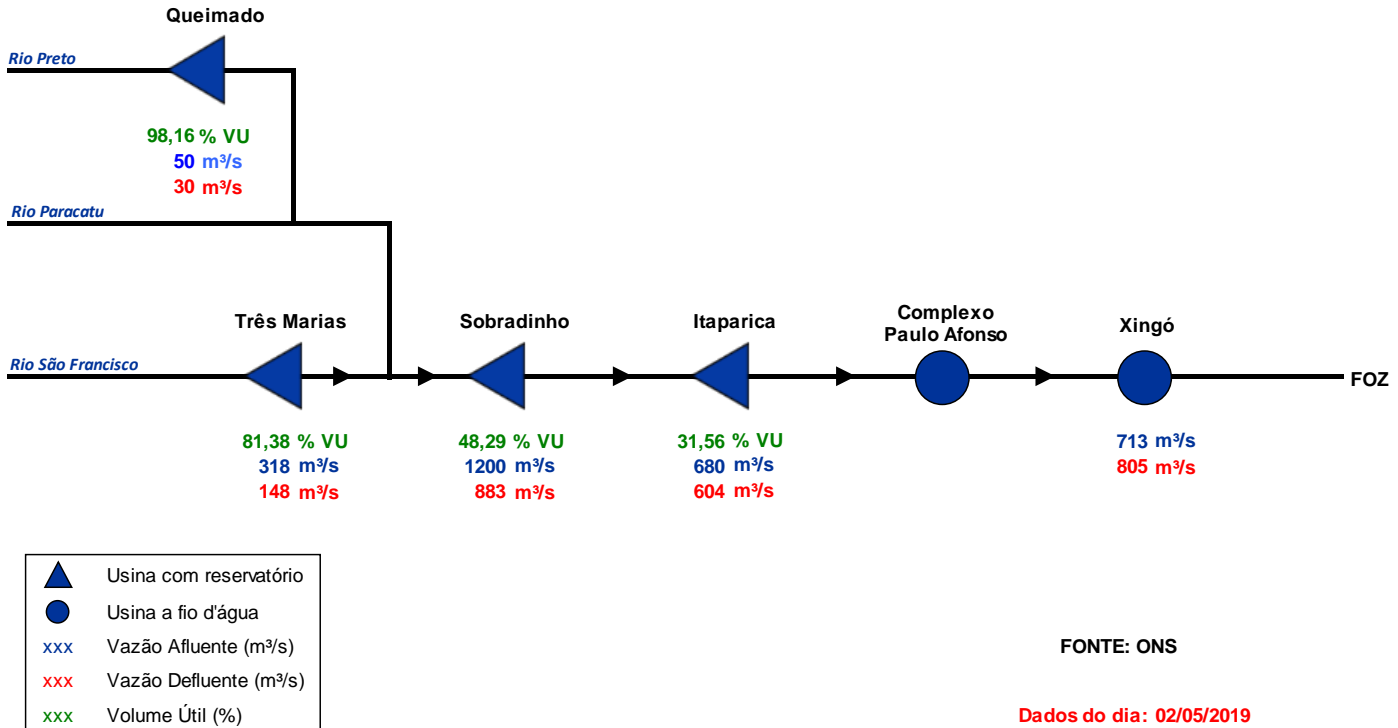 Queimado
Rio Preto
98,16 % VU
50 m³/s
30 m³/s
Rio Paracatu
Três Marias
Sobradinho
Itaparica
Complexo
Paulo Afonso
Xingó
Rio São Francisco
FOZ
81,38 % VU
318 m³/s
148 m³/s
48,29 % VU
1200 m³/s
883 m³/s
31,56 % VU
680 m³/s
604 m³/s
713 m³/s
805 m³/s
Usina com reservatório
Usina a fio d'água
xxx Vazão Afluente (m³/s)
xxx Vazão Defluente (m³/s)
xxx Volume Útil (%)
FONTE: ONS
Dados do dia: 02/05/2019